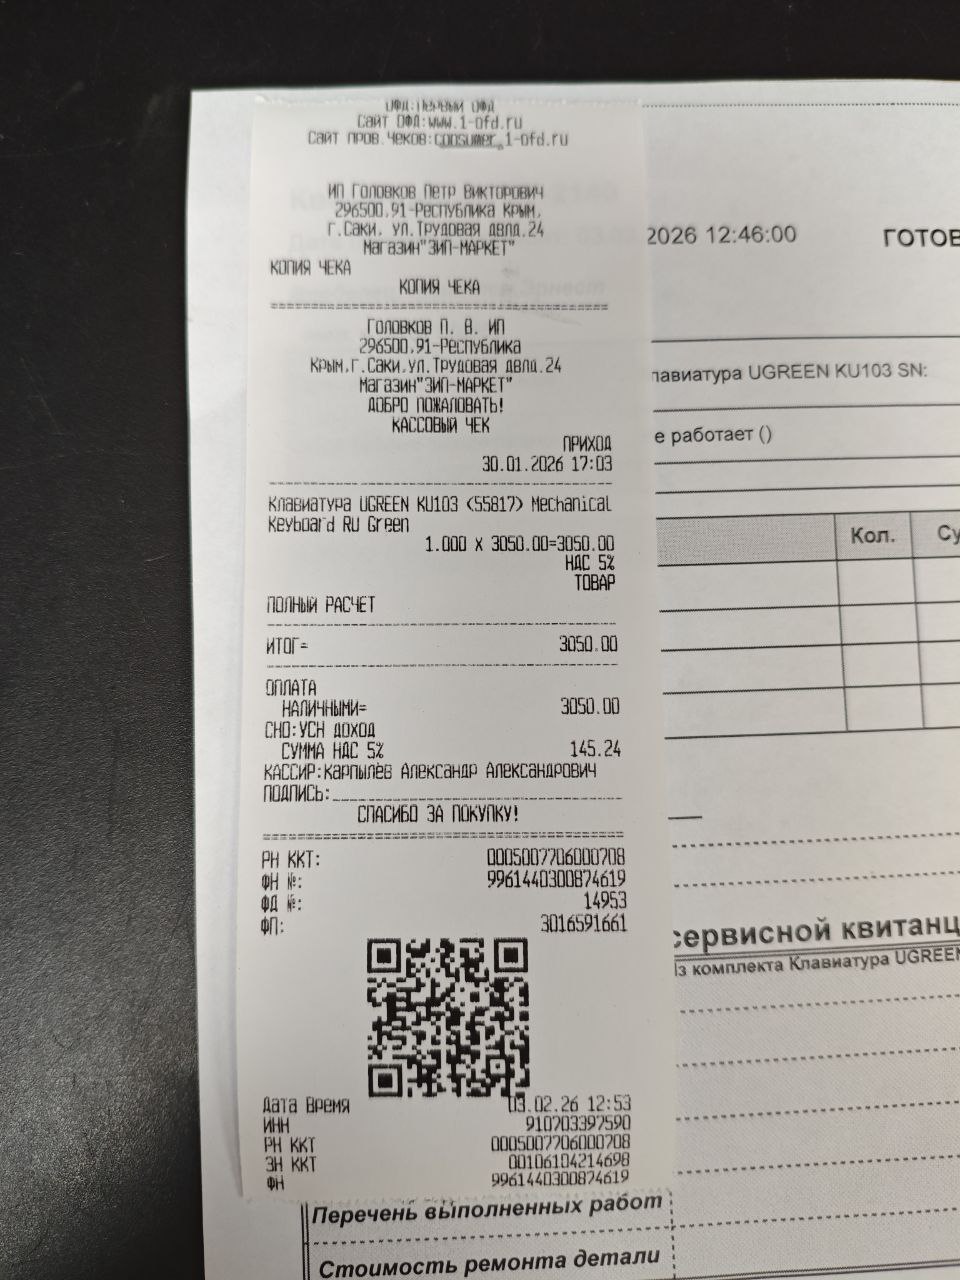 ОФД:ПЕРВЫЙ ОФД
Сайт ОФД:www.1-ofd.ru
Сайт пров.чеков:consumer.1-ofd.ru
ИП Головков Петр Викторович
296500,91-Республика Крым,
г.Саки, ул.Трудовая двлд.24
Магазин"ЗИП-МАРКЕТ"
КОПИЯ ЧЕКА
КОПИЯ ЧЕКА
Головков П. В. ИП
296500,91-Республика
Крым,г.Саки,ул.Трудовая двлд.24
Магазин"ЗИП-МАРКЕТ"
ДОБРО ПОЖАЛОВАТЬ!
КАССОВЫЙ ЧЕК
ПРИХОД
30.01.2026 17:03
Клавиатура UGREEN KU103 <55817> Mechanical
Keyboard RU Green
1.000 X 3050.00=3050.00
НДС 5%
ТОВАР
ПОЛНЫЙ РАСЧЕТ
ИТОГ= 3050.00
ОПЛАТА
НАЛИЧНЫМИ= 3050.00
СНО:УСН ДОХОД
СУММА НДС 5% 145.24
КАССИР:Карпылев Александр Александрович
ПОДПИСЬ:
СПАСИБО ЗА ПОКУПКУ!
РН ККТ: 0005007706000708
ФН №: 9961440300874619
ФД №: 14953
ФП: 3016591661
Дата Время 03.02.26 12:53
ИНН 910703397590
РН ККТ 0005007706000708
ЗН ККТ 00106104214698
ФН 9961440300874619
2026 12:46:00 ГОТОВ
лавиатура UGREEN KU103 SN:
е работает ()
Кол. Су
сервисной квитанц
Из комплекта Клавиатура UGREEN
Перечень выполненных работ
Стоимость ремонта детали